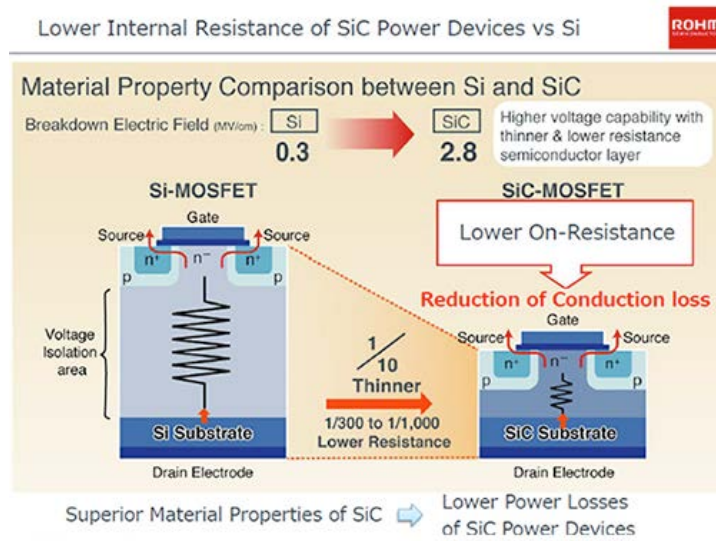 Lower Internal Resistance of SiC Power Devices vs Si
ROHM
SEMICONDUCTOR
Material Property Comparison between Si and SiC
Breakdown Electric Field (MV/cm) :
Si
0.3
SiC
2.8
Higher voltage capability with
thinner & lower resistance
semiconductor layer
Si-MOSFET
SiC-MOSFET
Lower On-Resistance
Reduction of Conduction loss
Gate
Source
Source
n+
n−
n+
p
p
Voltage
Isolation
area
Si Substrate
Drain Electrode
1/10
Thinner
1/300 to 1/1,000
Lower Resistance
Gate
Source
Source
n+
n−
n+
p
p
SiC Substrate
Drain Electrode
Superior Material Properties of SiC
Lower Power Losses
of SiC Power Devices